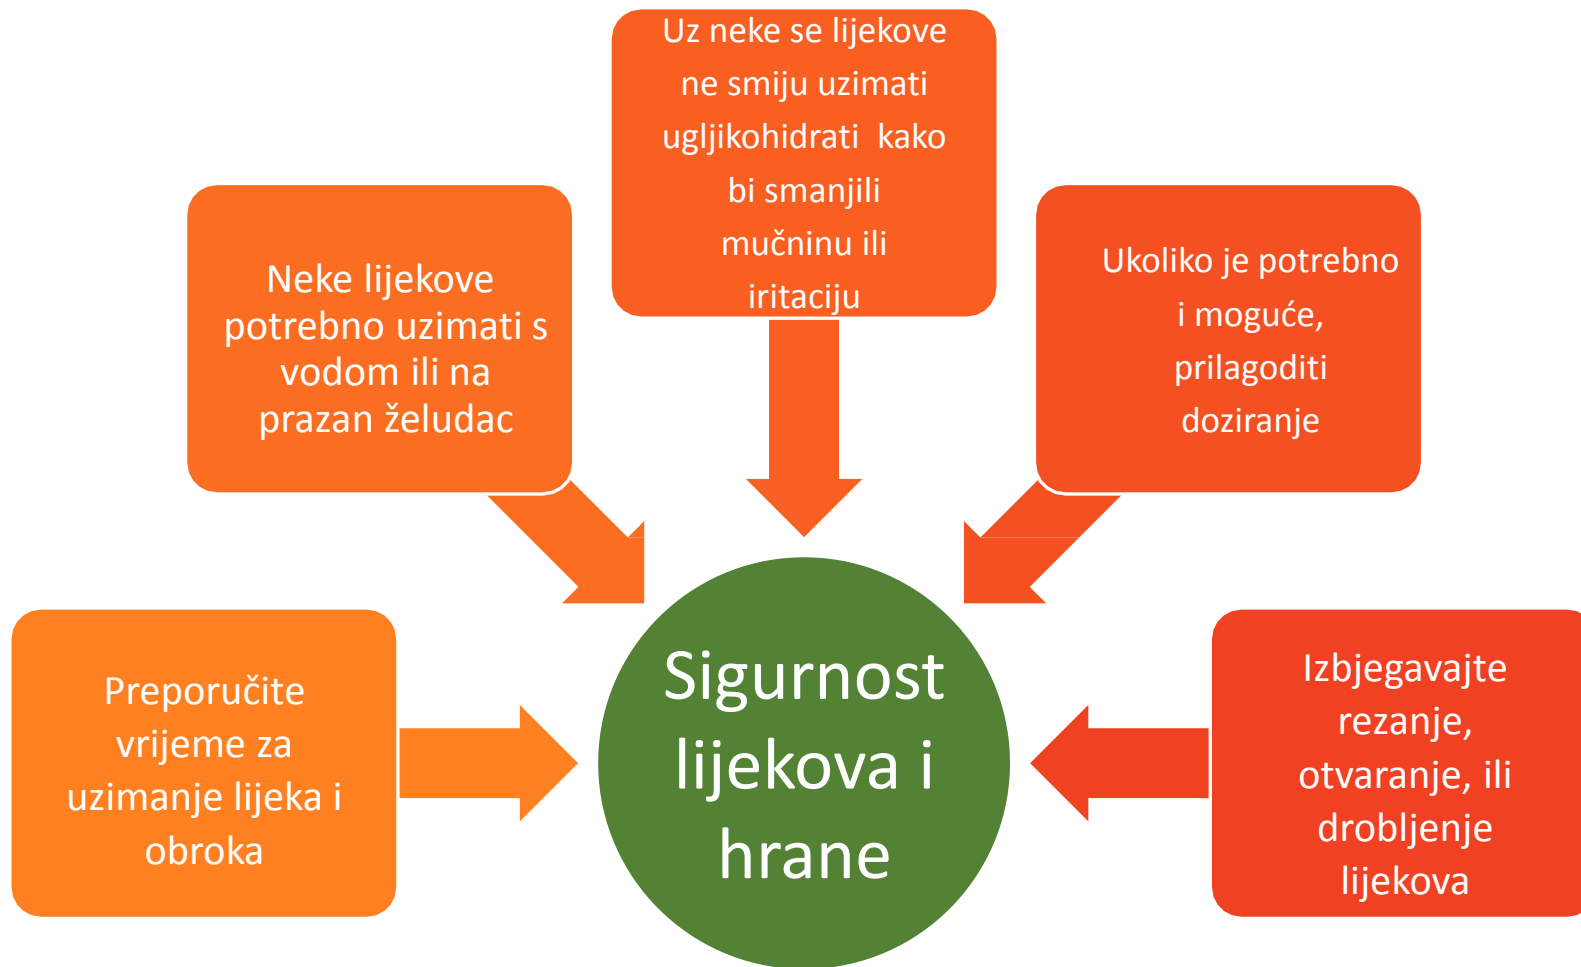 Uz neke se lijekove
ne smiju uzimati
ugljikohidrati kako
bi smanjili
mučninu ili
iritaciju
Neke lijekove
potrebno uzimati s
vodom ili na
prazan želudac
Ukoliko je potrebno
i moguće,
prilagoditi
doziranje
Preporučite
vrijeme za
uzimanje lijeka i
obroka
Sigurnost
lijekova i
hrane
Izbjegavajte
rezanje,
otvaranje, ili
drobljenje
lijekova